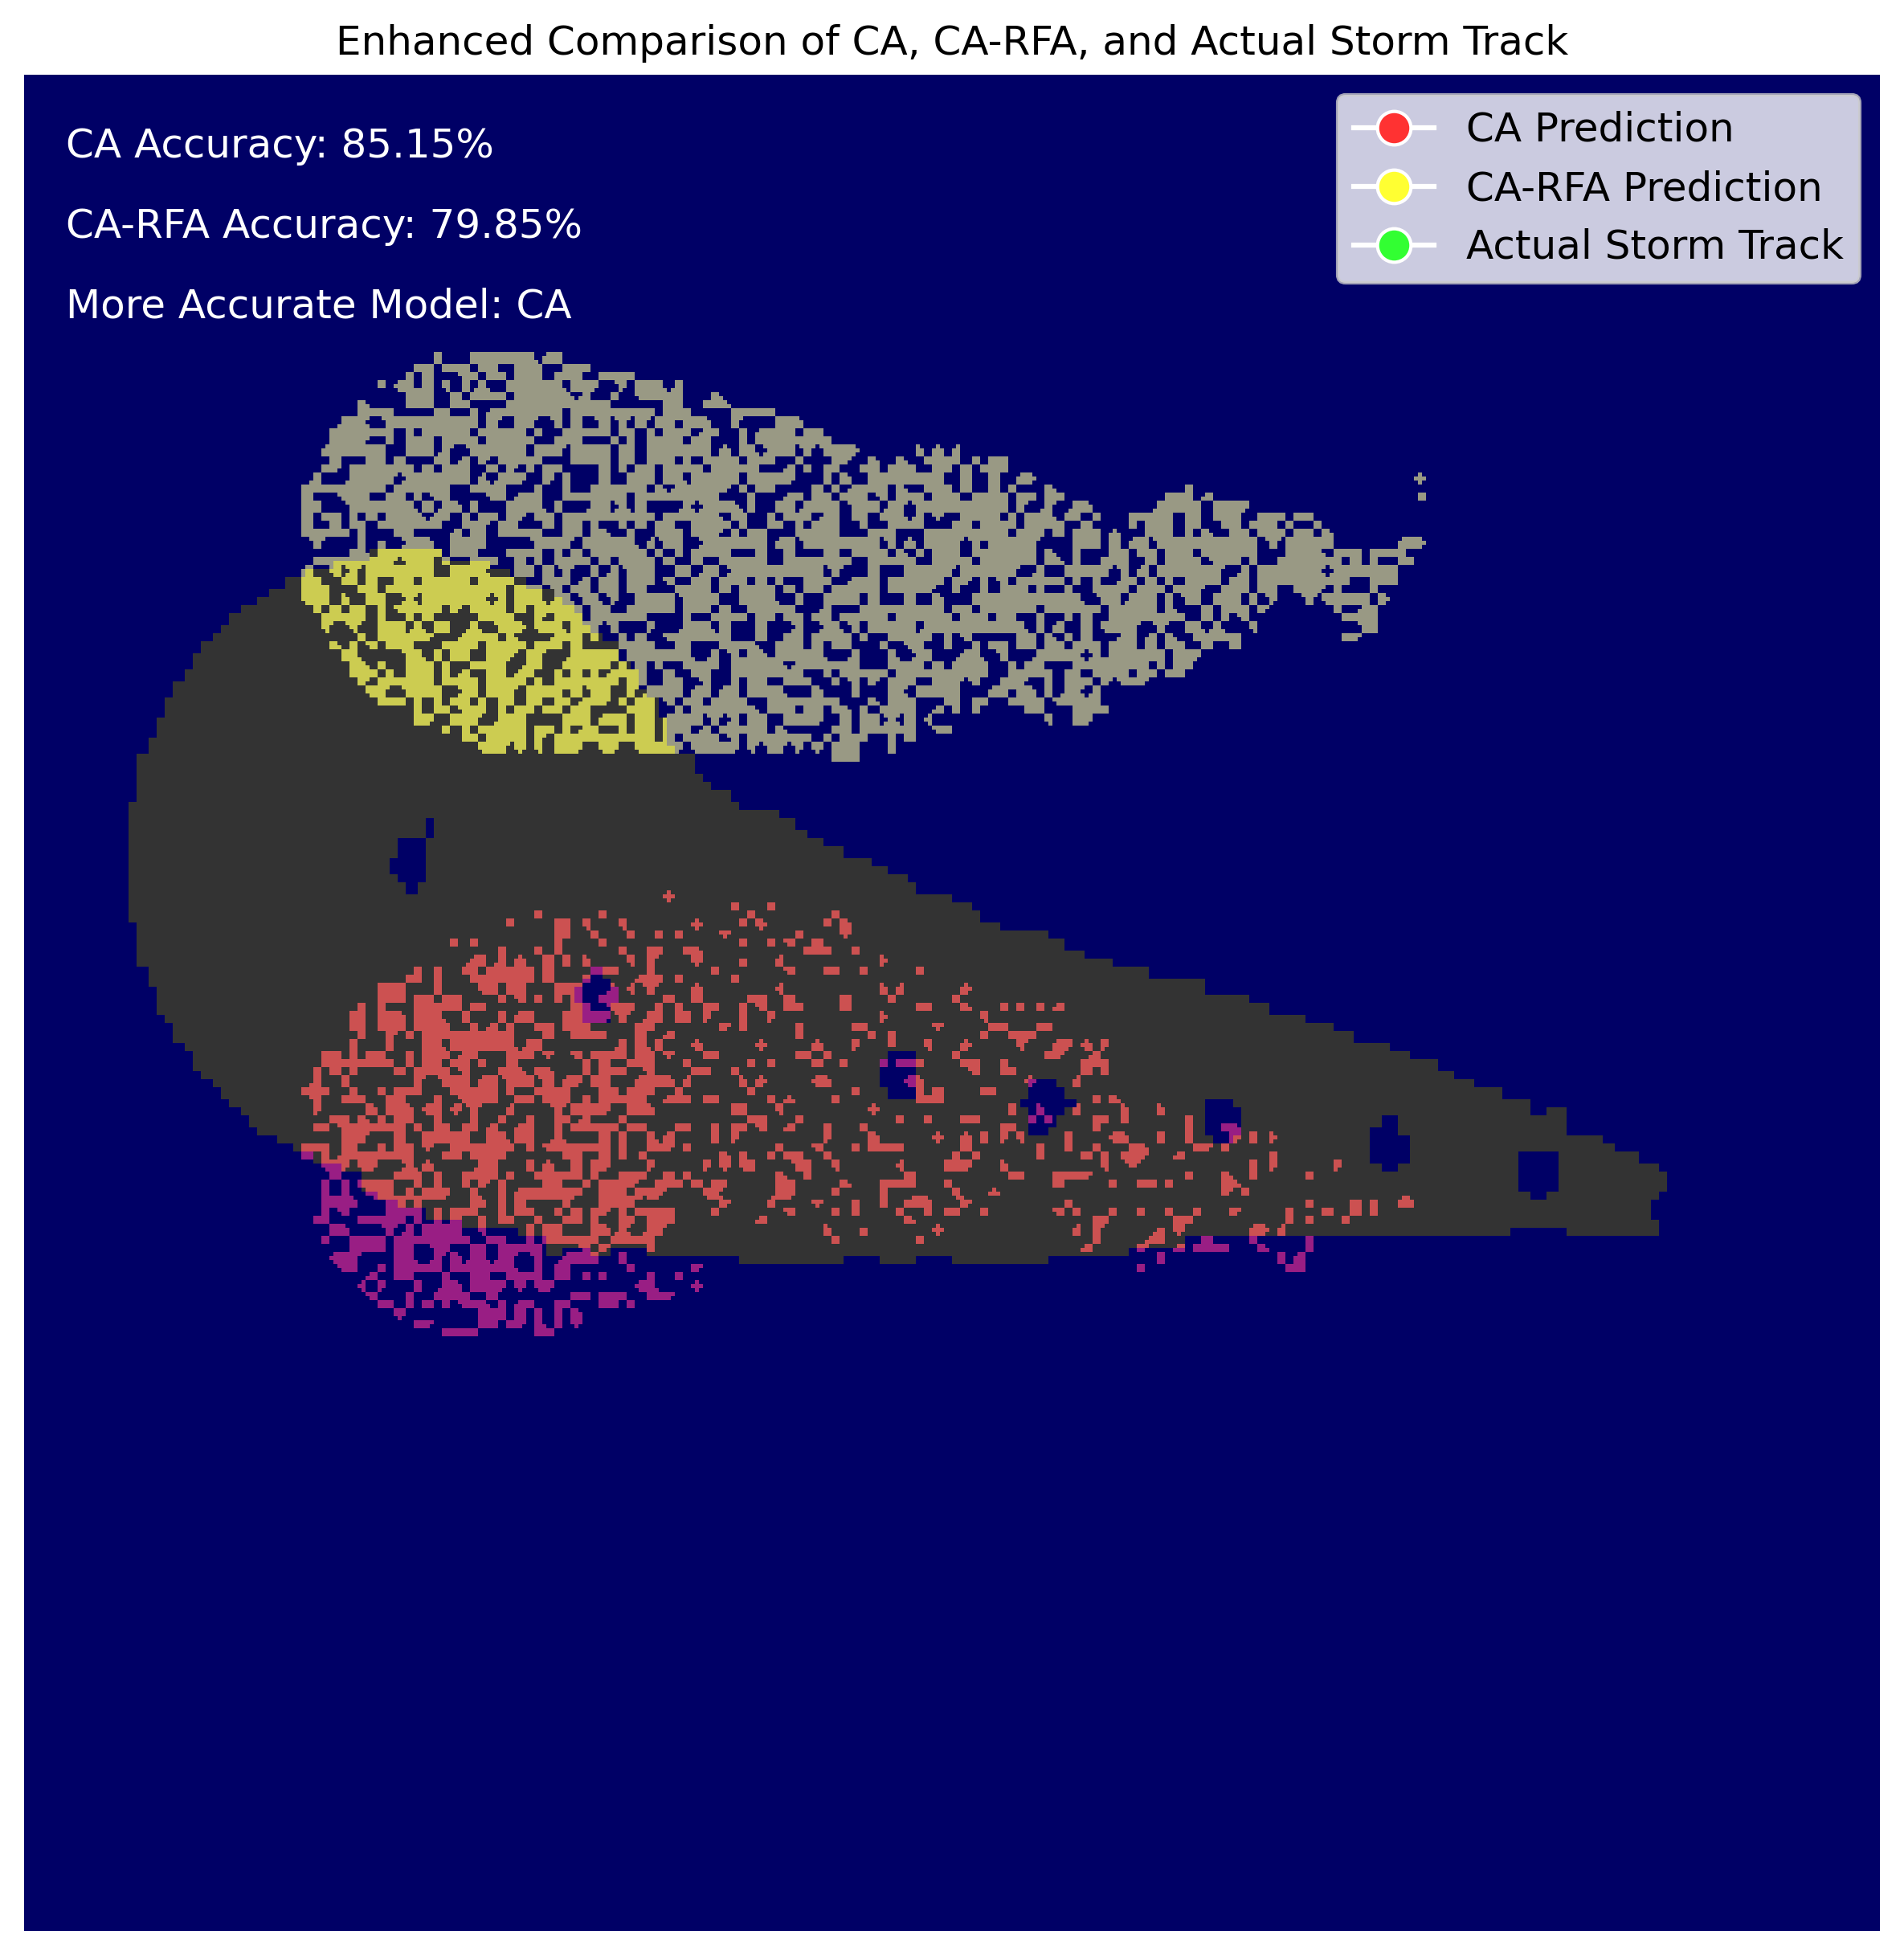 Enhanced Comparison of CA, CA-RFA, and Actual Storm Track
CA Accuracy: 85.15%
CA-RFA Accuracy: 79.85%
More Accurate Model: CA
CA Prediction
CA-RFA Prediction
Actual Storm Track